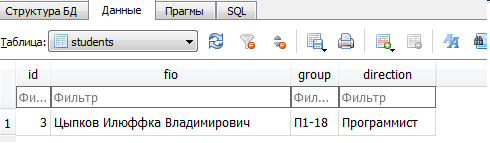 Структура БД Данные Прагмы SQL
Таблица: students
id fio group direction
Фи... Фильтр Фил... Фильтр
1 3 Цыпков Илюффка Владимирович П1-18 Программист